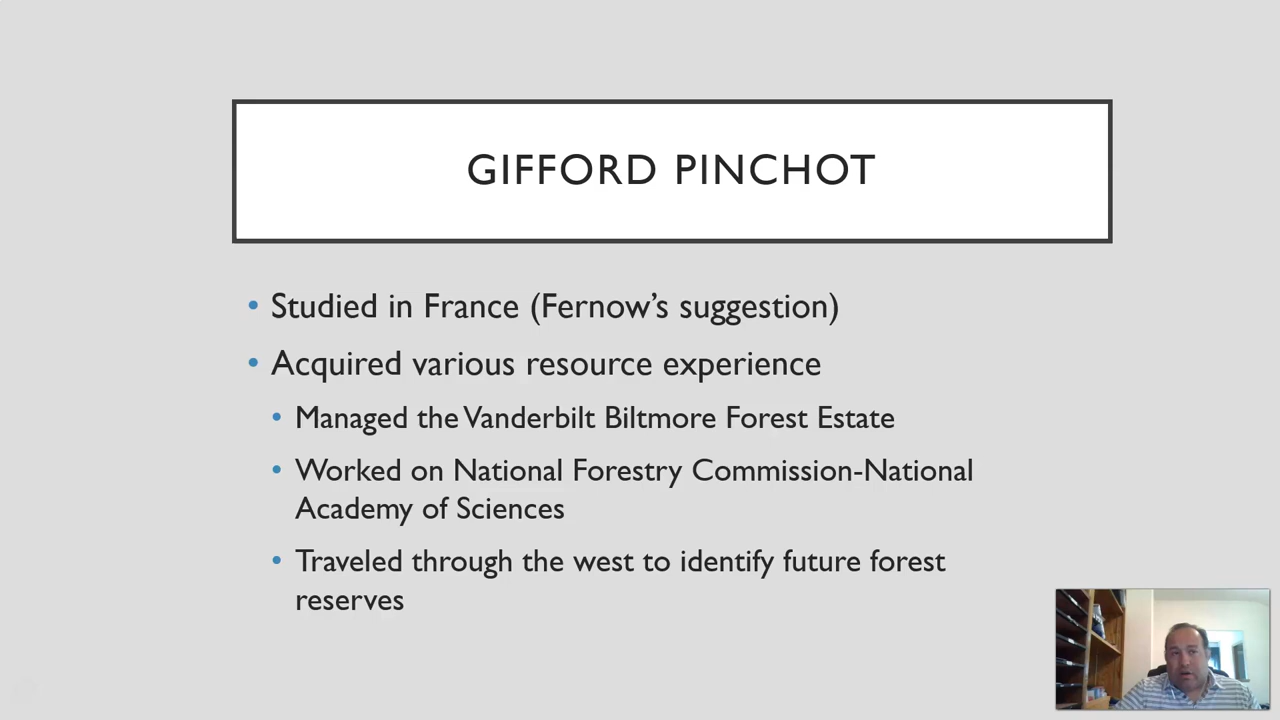 GIFFORD PINCHOT
• Studied in France (Fernow’s suggestion)
• Acquired various resource experience
• Managed the Vanderbilt Biltmore Forest Estate
• Worked on National Forestry Commission-National
Academy of Sciences
• Traveled through the west to identify future forest
reserves